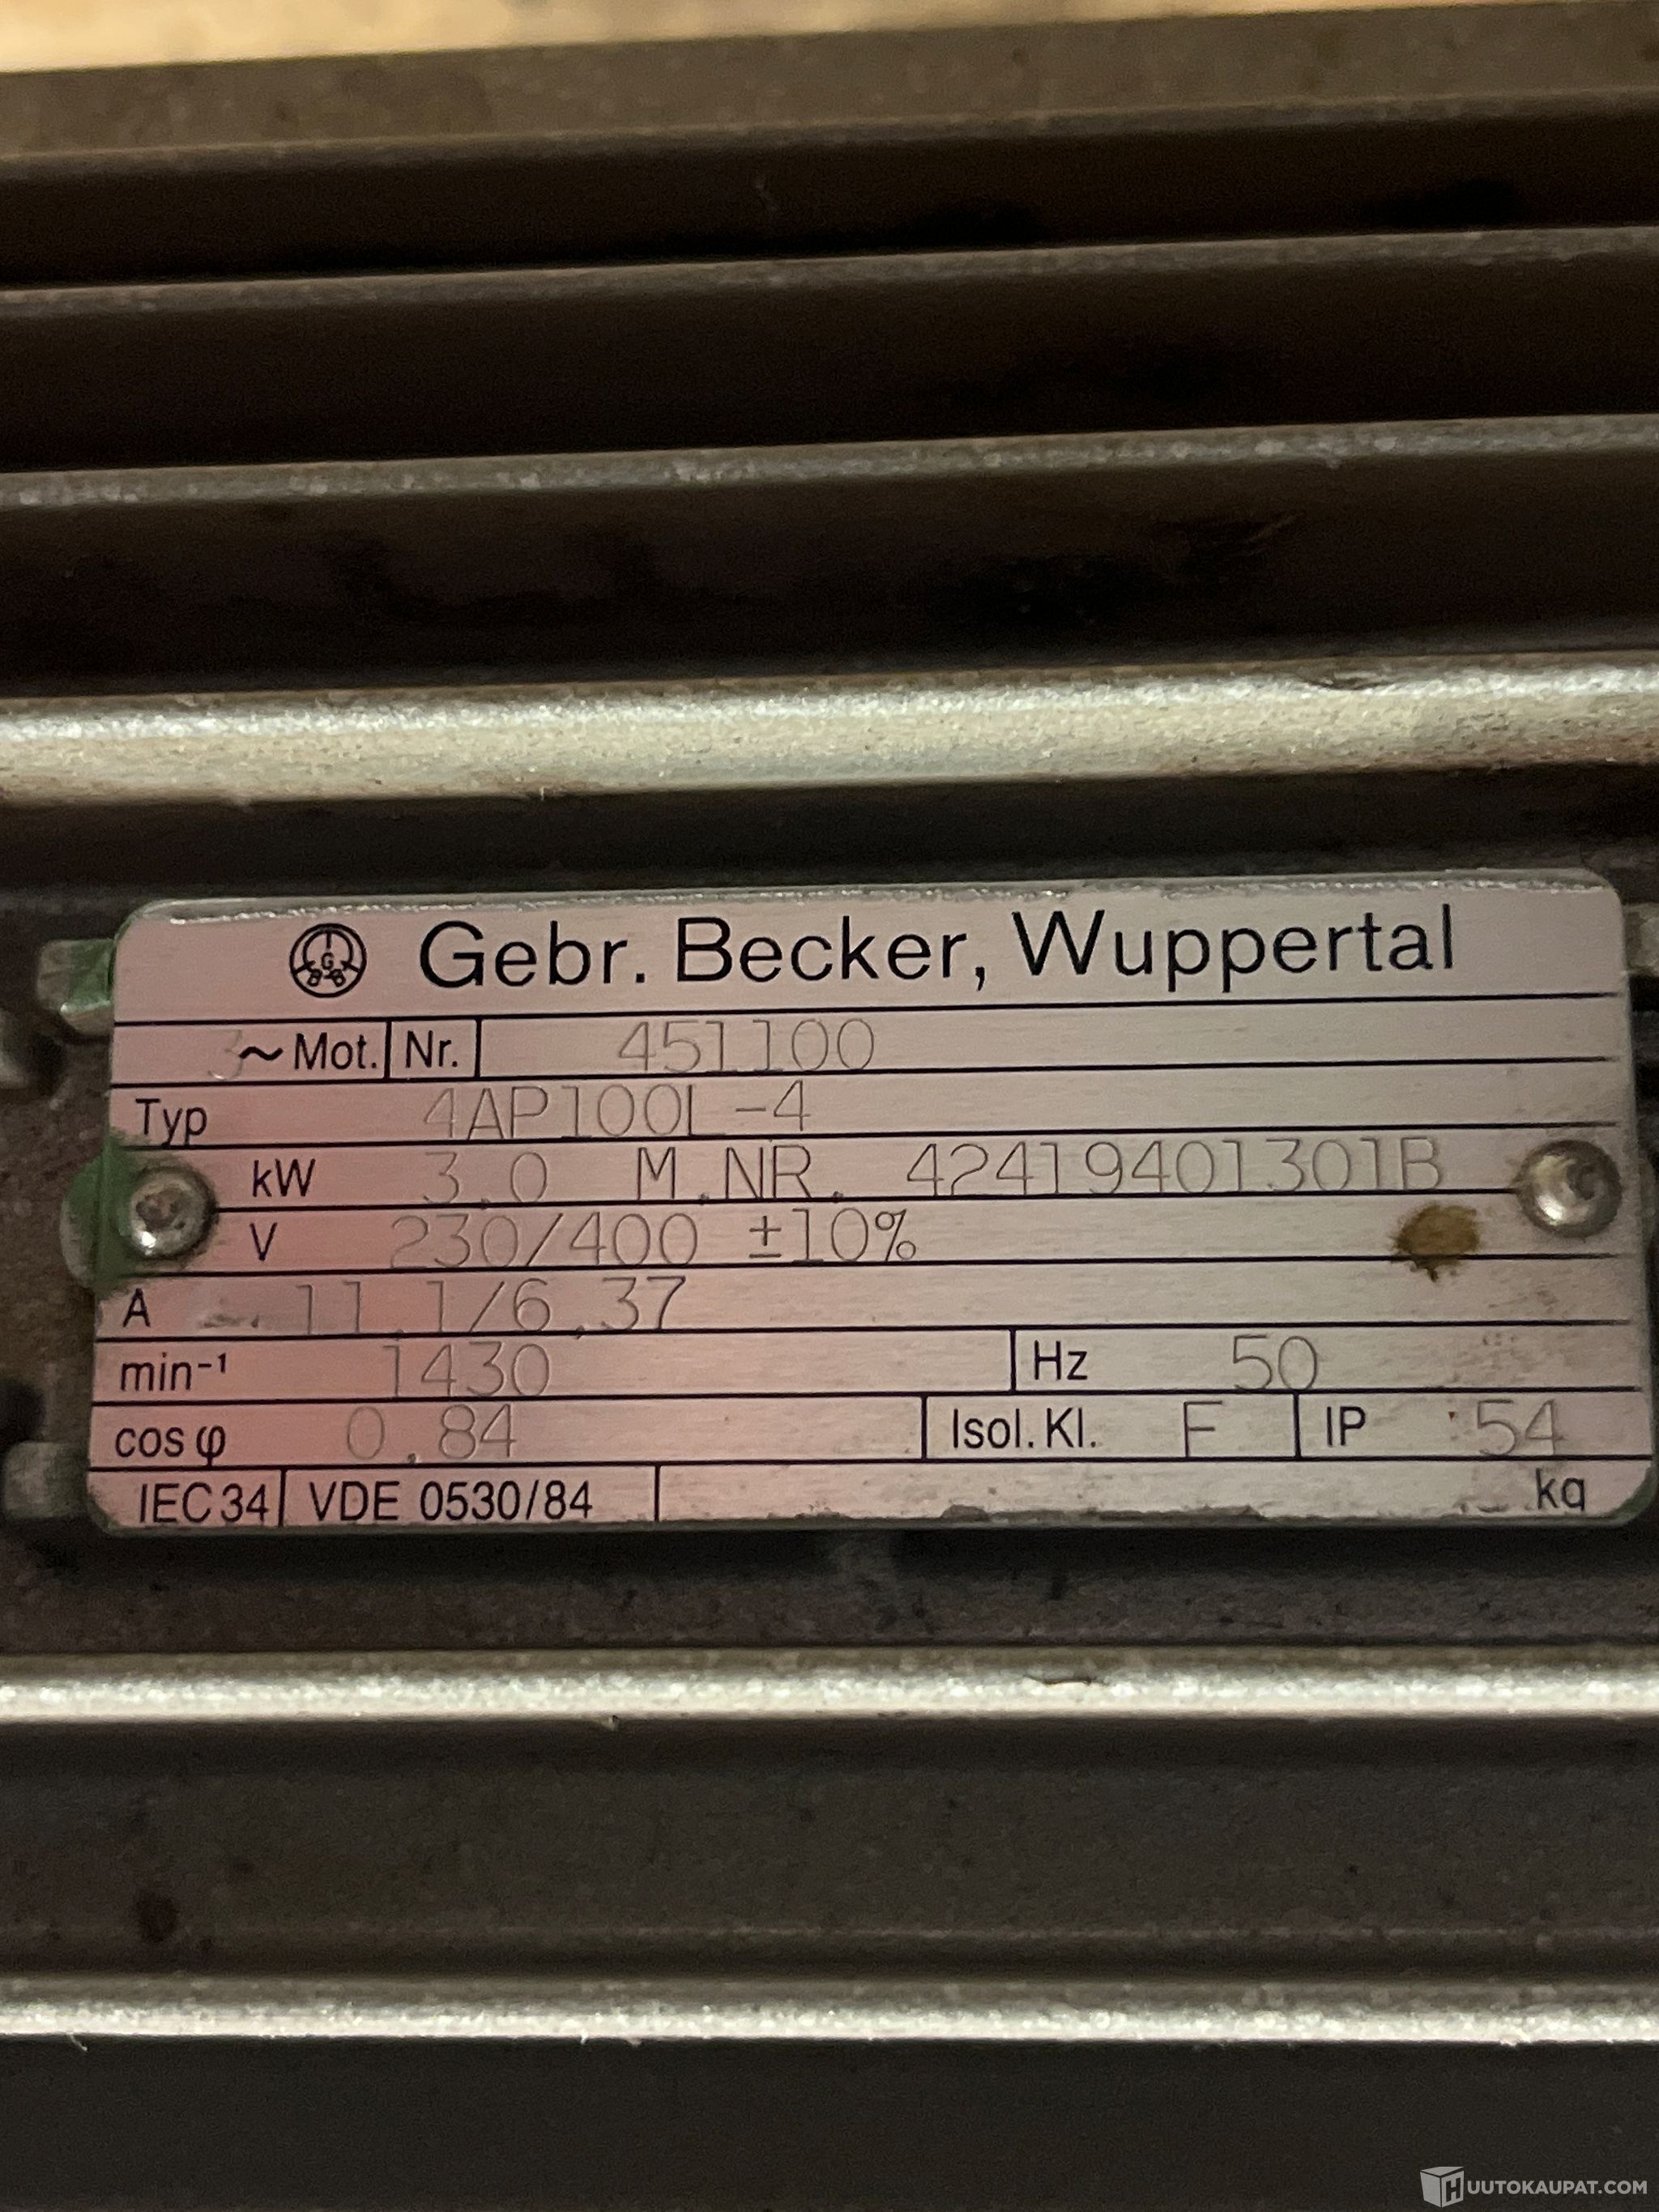 Gebr. Becker, Wuppertal
3~Mot. Nr. 451100
Typ 4AP100L-4
kW 3.0 M.NR. 42419401301B
V 230/400 ±10%
A 11.1/6.37
min⁻¹ 1430 Hz 50
cos φ 0.84 Isol. Kl. F IP 54
IEC34 VDE 0530/84 kg
HUUTOKAUPAT.COM